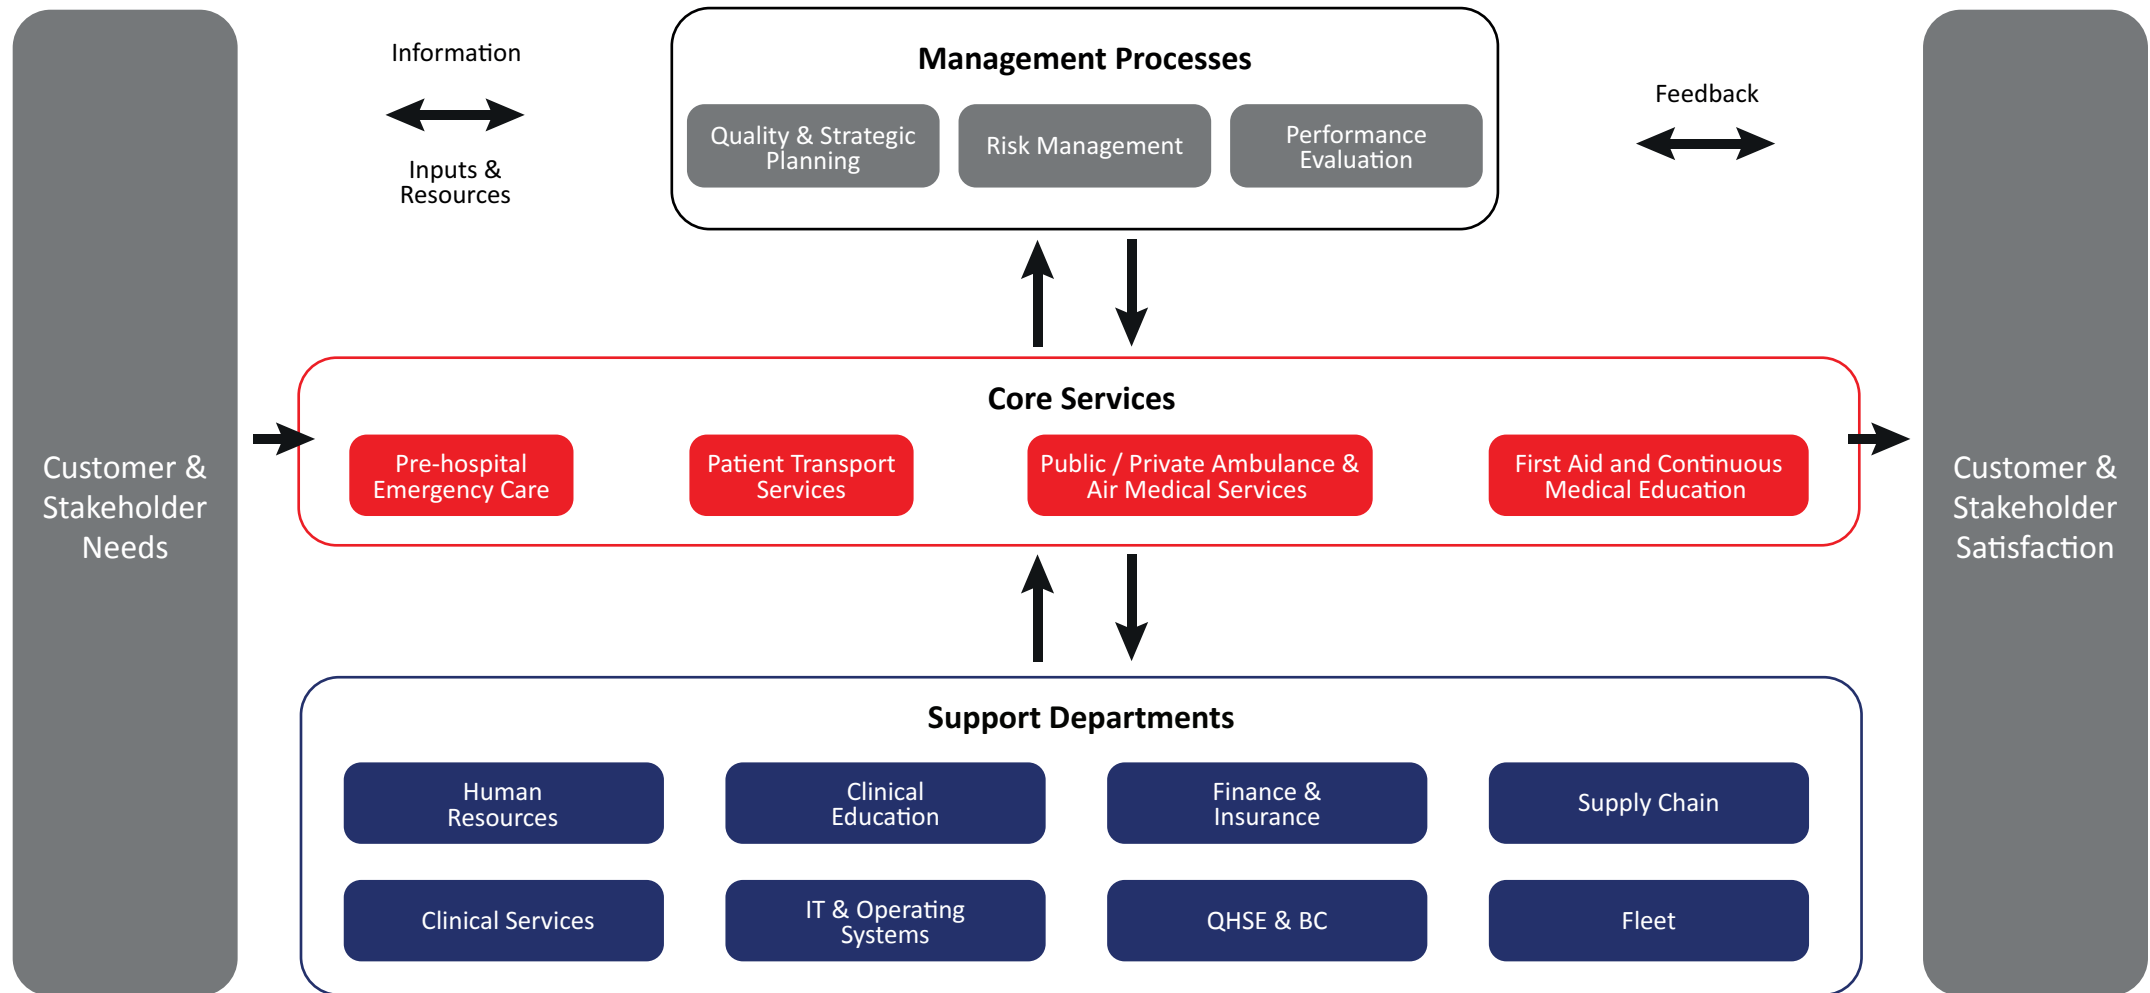 Information
Inputs &
Resources
Management Processes
Quality & Strategic
Planning
Risk Management
Performance
Evaluation
Feedback
Customer &
Stakeholder
Needs
Core Services
Pre-hospital
Emergency Care
Patient Transport
Services
Public / Private Ambulance &
Air Medical Services
First Aid and Continuous
Medical Education
Customer &
Stakeholder
Satisfaction
Support Departments
Human
Resources
Clinical
Education
Finance &
Insurance
Supply Chain
Clinical Services
IT & Operating
Systems
QHSE & BC
Fleet